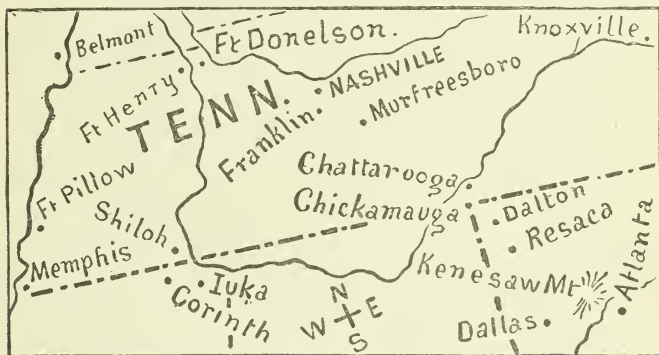 Belmont
Ft Donelson.
Knoxville.
Ft Henry
TENN.
NASHVILLE
Franklin
Murfreesboro
Ft Pillow
Chattarooga
Chickamauga
Shiloh
Dalton
Resaca
Memphis
Iuka
Corinth
Kenesaw Mt
Atlanta
Dallas
N
W E
S